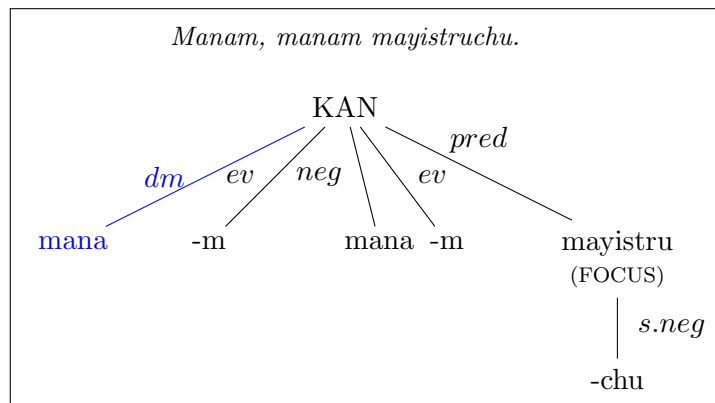 Manam, manam mayistruchu.
KAN
dm ev neg ev pred
mana -m mana -m mayistru
(FOCUS)
s.neg
-chu